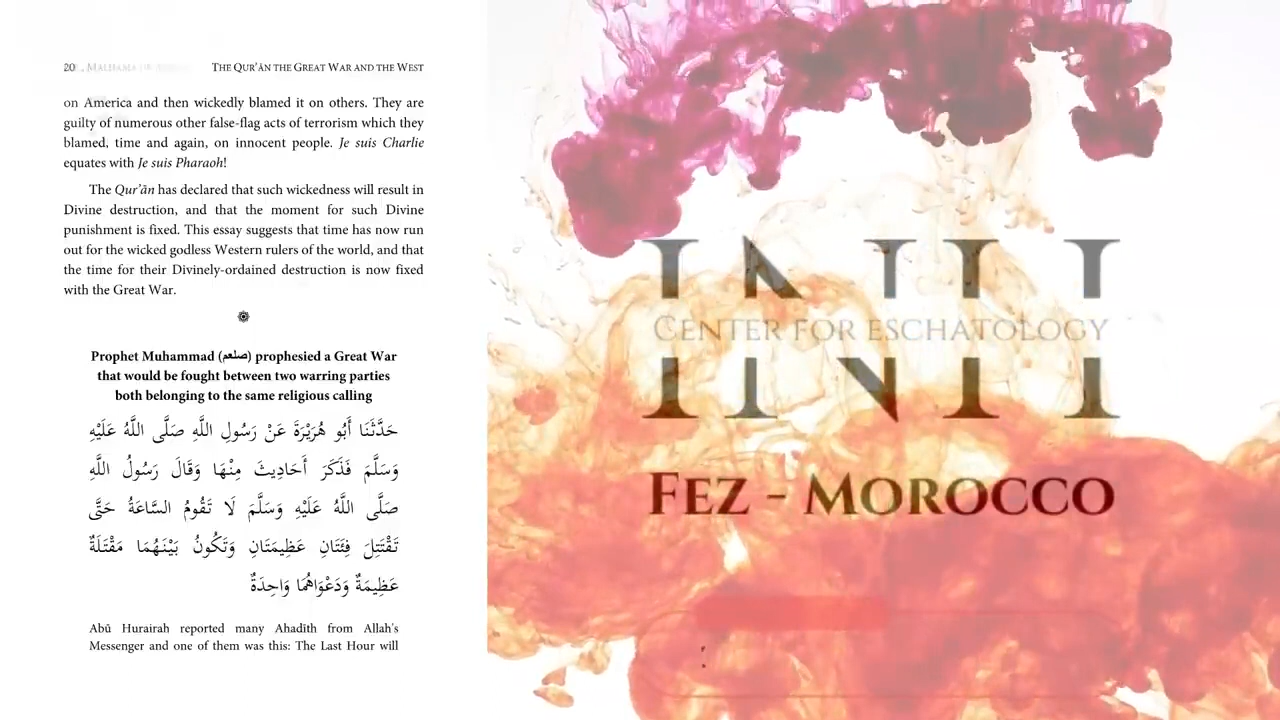 20
THE QUR'ĀN THE GREAT WAR AND THE WEST
on America and then wickedly blamed it on others. They are
guilty of numerous other false-flag acts of terrorism which they
blamed, time and again, on innocent people. Je suis Charlie
equates with Je suis Pharaoh!
The Qur'ān has declared that such wickedness will result in
Divine destruction, and that the moment for such Divine
punishment is fixed. This essay suggests that time has now run
out for the wicked godless Western rulers of the world, and that
the time for their Divinely-ordained destruction is now fixed
with the Great War.
Prophet Muhammad (صلعم) prophesied a Great War
that would be fought between two warring parties
both belonging to the same religious calling
حَدَّثَنَا أَبُو هُرَيْرَةَ عَنْ رَسُولِ اللَّهِ صَلَّى اللَّهُ عَلَيْهِ
وَسَلَّمَ فَذَكَرَ أَحَادِيثَ مِنْهَا وَقَالَ رَسُولُ اللَّهِ
صَلَّى اللَّهُ عَلَيْهِ وَسَلَّمَ لَا تَقُومُ السَّاعَةُ حَتَّى
تَقْتَتِلَ فِئَتَانِ عَظِيمَتَانِ وَتَكُونُ بَيْنَهُمَا مَقْتَلَةٌ
عَظِيمَةٌ وَدَعْوَاهُمَا وَاحِدَةٌ
Abū Hurairah reported many Ahadīth from Allah's
Messenger and one of them was this: The Last Hour will
INH
CENTER FOR ESCHATOLOGY
FEZ - MOROCCO